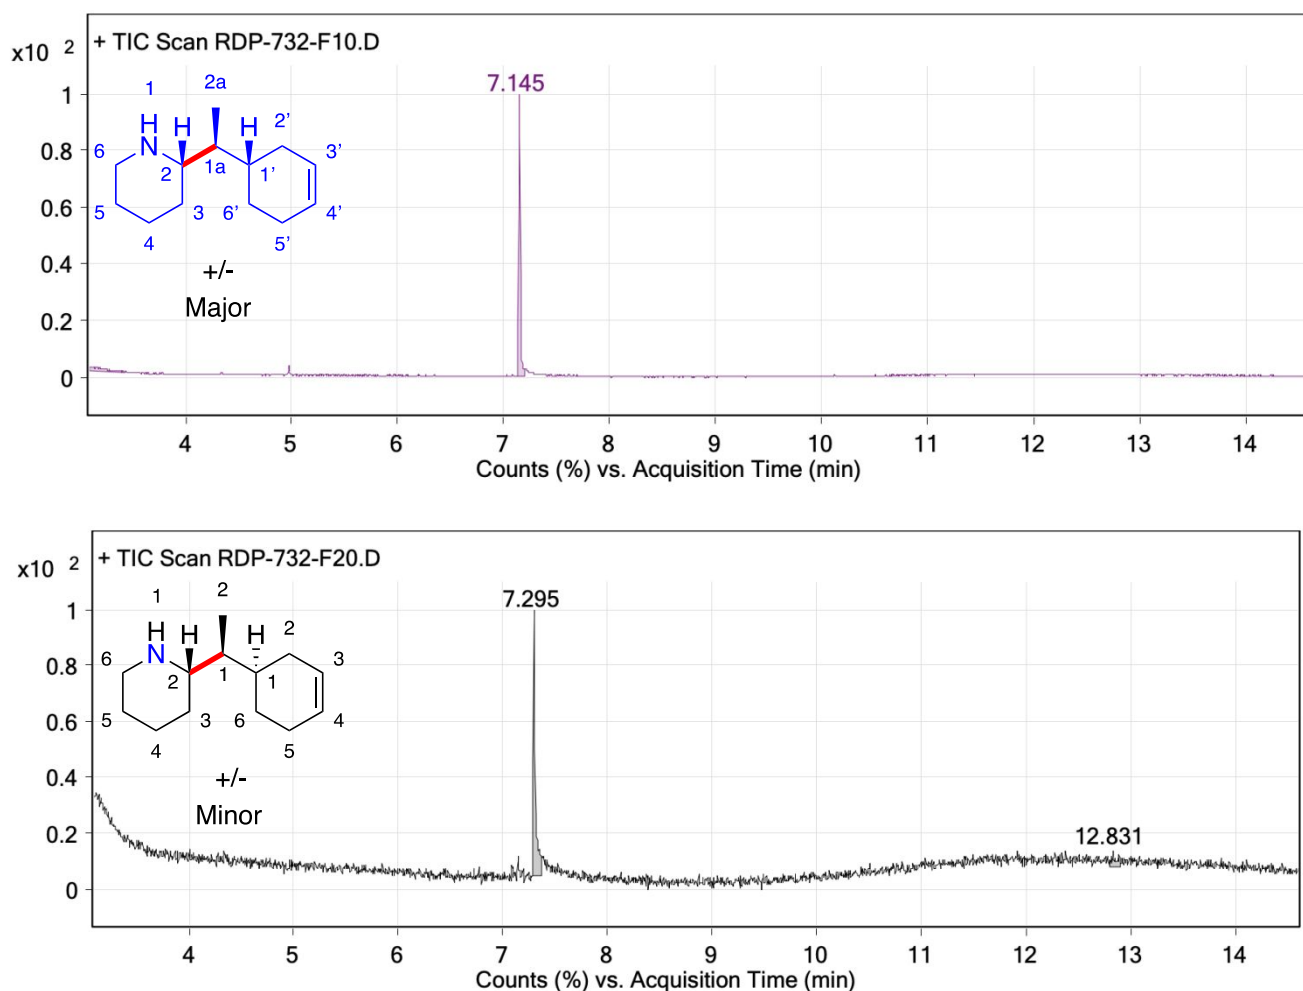 x10 2
+ TIC Scan RDP-732-F10.D
7.145
1
0.8
0.6
0.4
0.2
0
1
2a
H
N
H
H
2'
6
3'
2
1a
1'
5
3
6'
4'
4
5'
+/-
Major
4 5 6 7 8 9 10 11 12 13 14
Counts (%) vs. Acquisition Time (min)
x10 2
+ TIC Scan RDP-732-F20.D
7.295
12.831
1
0.8
0.6
0.4
0.2
0
1
2
H
N
H
H
2
6
3
2
1
1
5
3
6
4
4
5
+/-
Minor
4 5 6 7 8 9 10 11 12 13 14
Counts (%) vs. Acquisition Time (min)